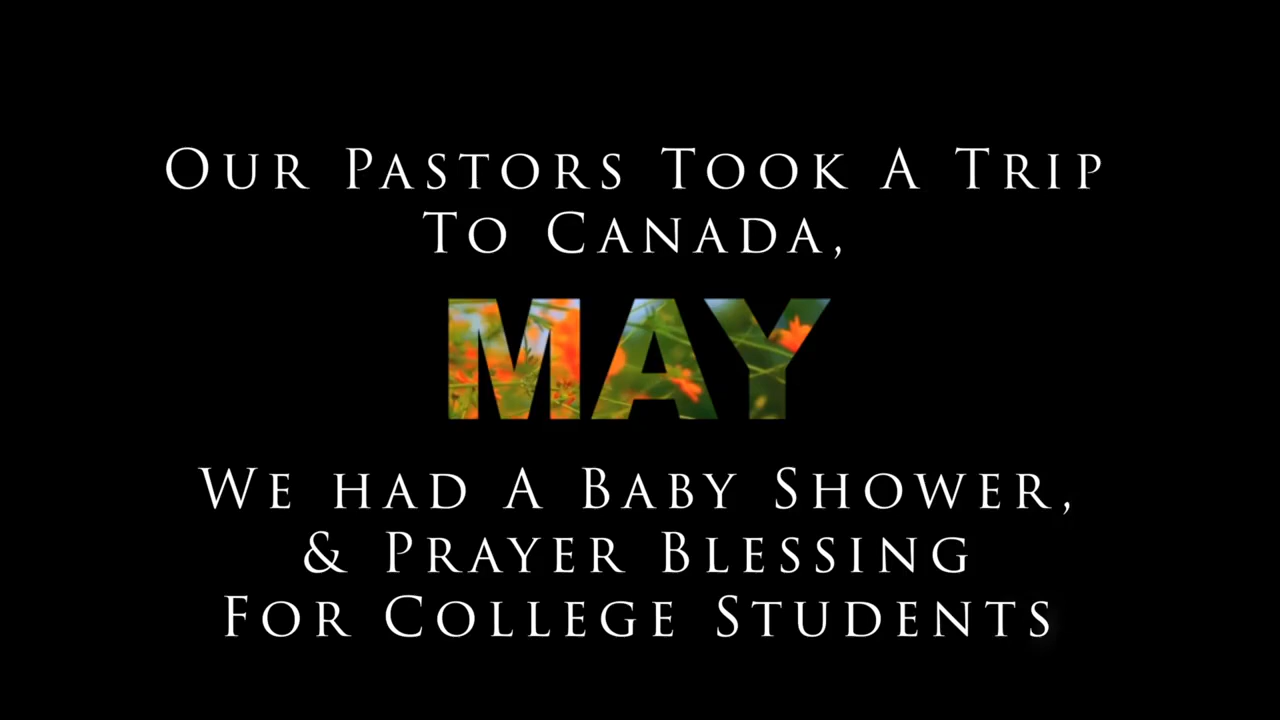 Our Pastors Took A Trip
To Canada,
MAY
We had A Baby Shower,
& Prayer Blessing
For College Students